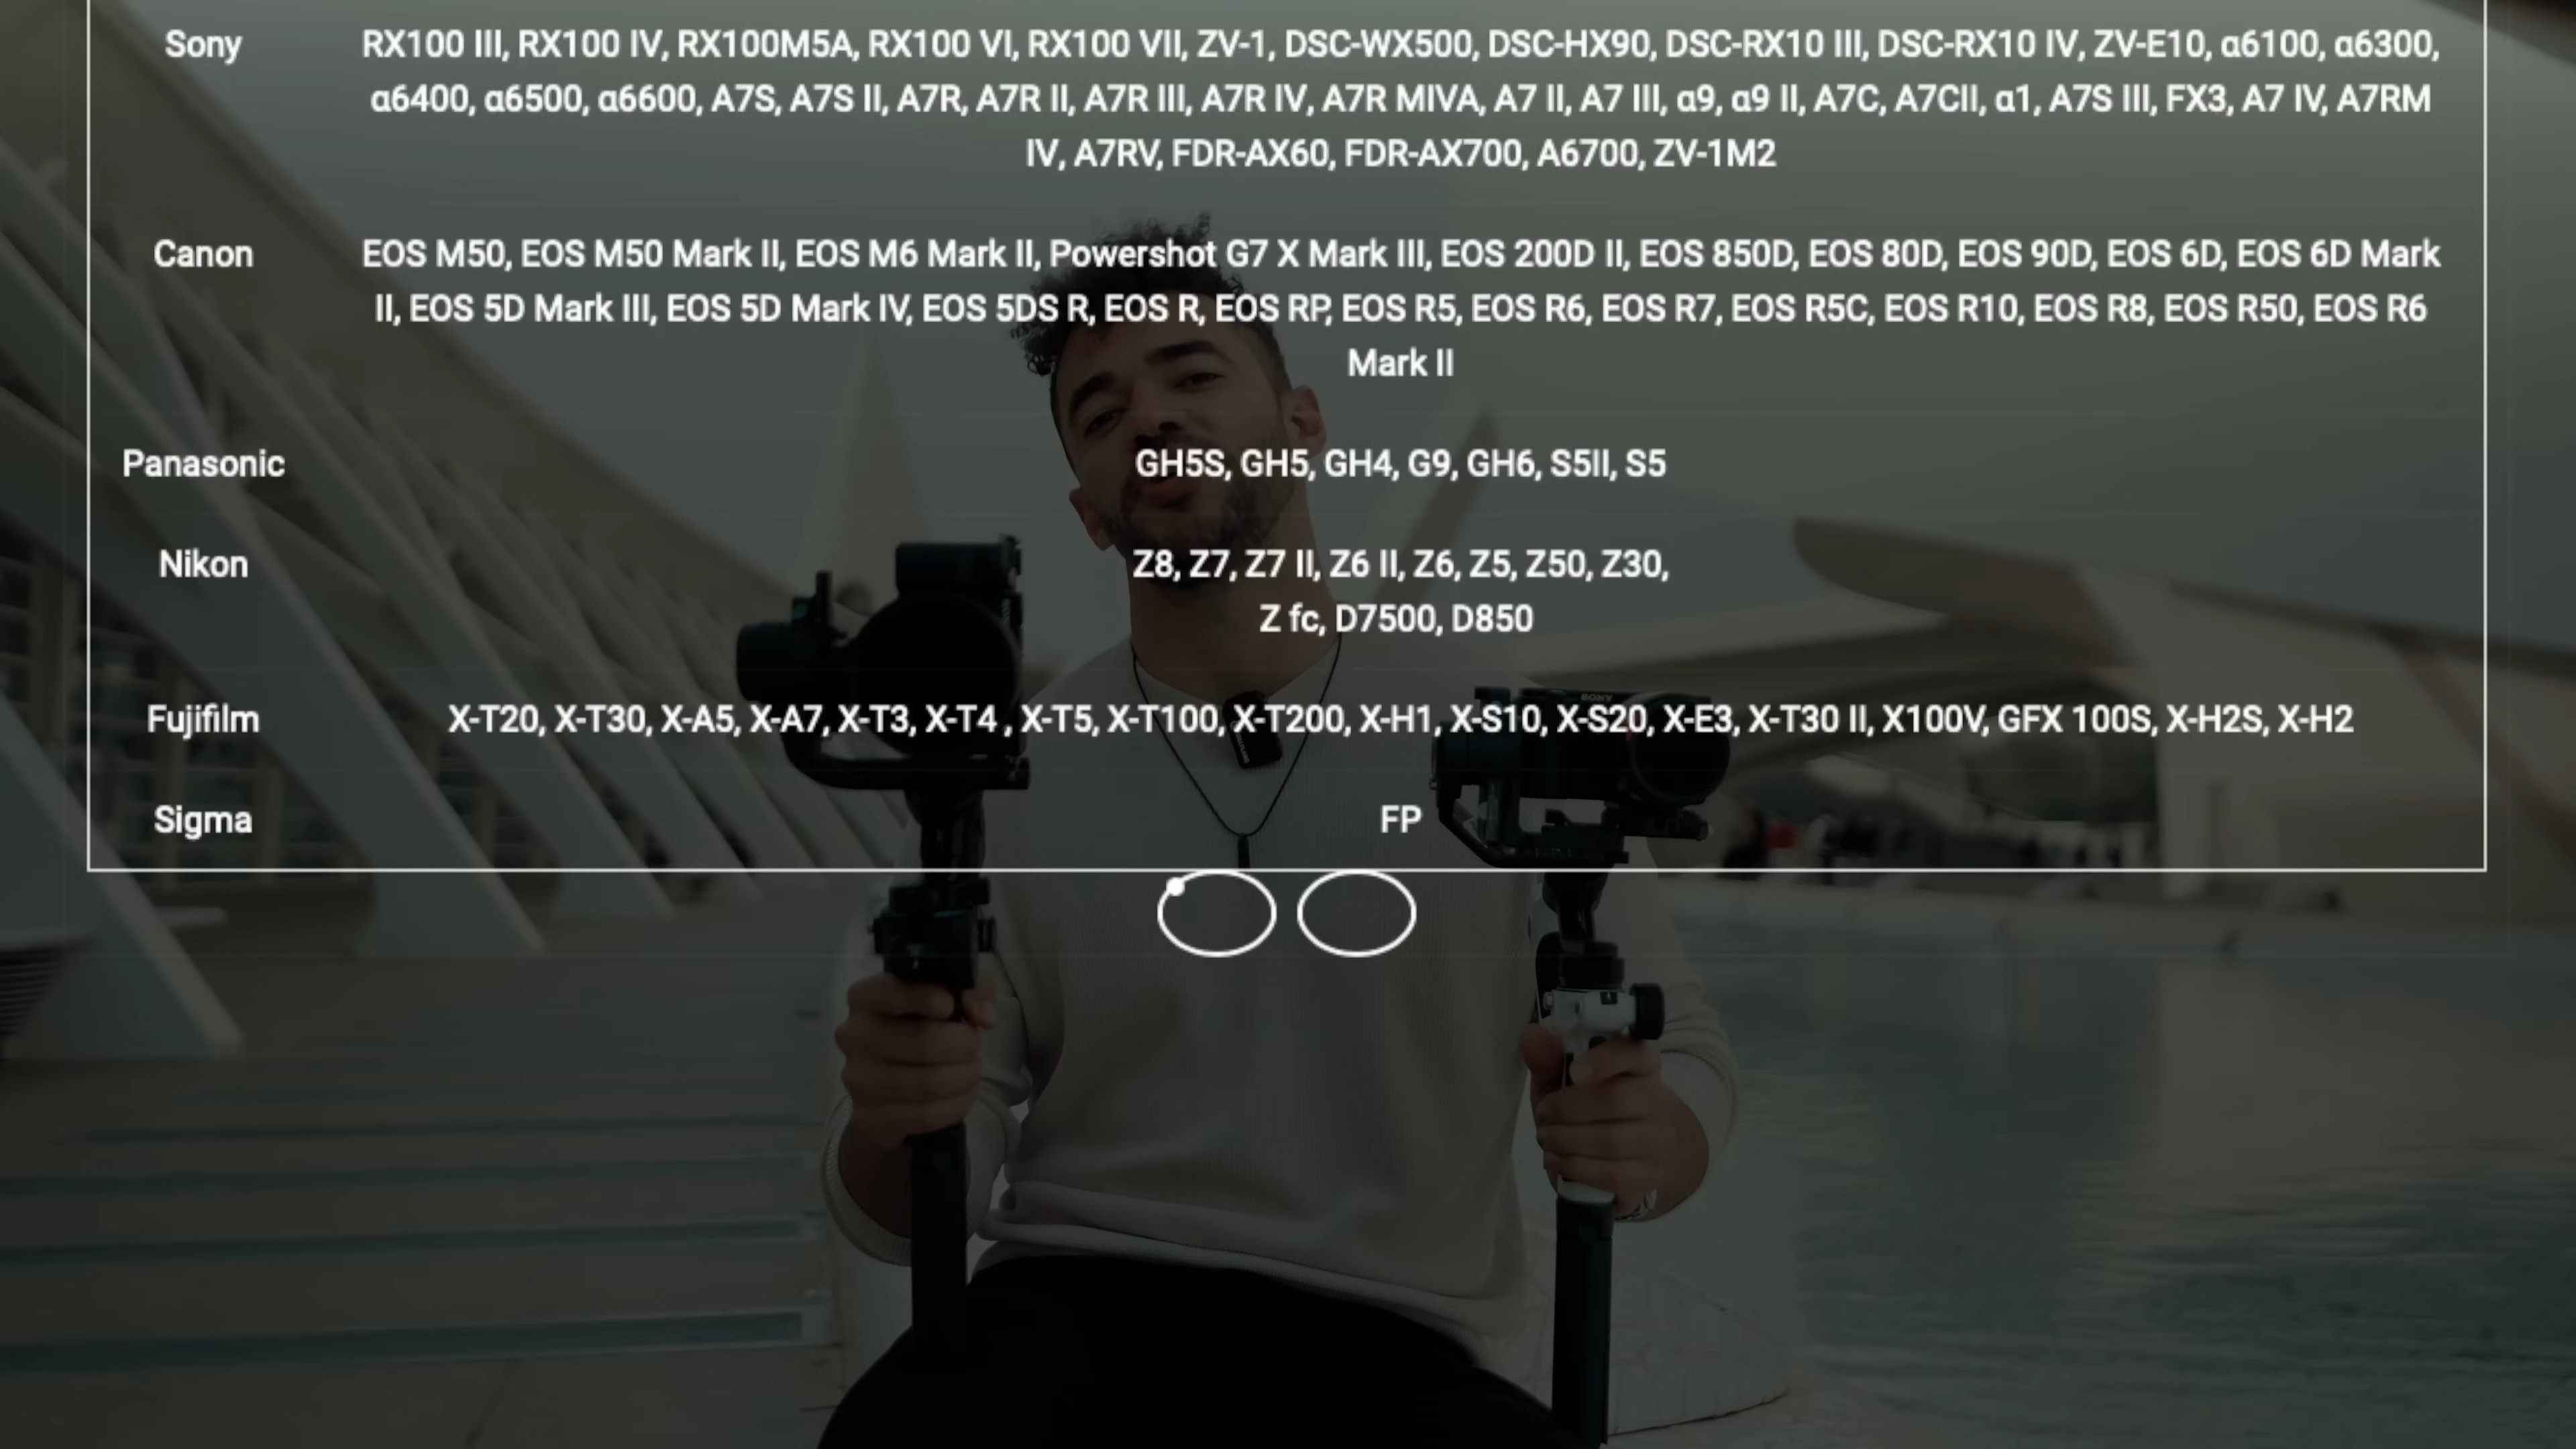 Sony
RX100 III, RX100 IV, RX100M5A, RX100 VI, RX100 VII, ZV-1, DSC-WX500, DSC-HX90, DSC-RX10 III, DSC-RX10 IV, ZV-E10, α6100, α6300,
α6400, α6500, α6600, A7S, A7S II, A7R, A7R II, A7R III, A7R IV, A7R MIVA, A7 II, A7 III, α9, α9 II, A7C, A7CII, α1, A7S III, FX3, A7 IV, A7RM
IV, A7RV, FDR-AX60, FDR-AX700, A6700, ZV-1M2
Canon
EOS M50, EOS M50 Mark II, EOS M6 Mark II, Powershot G7 X Mark III, EOS 200D II, EOS 850D, EOS 80D, EOS 90D, EOS 6D, EOS 6D Mark
II, EOS 5D Mark III, EOS 5D Mark IV, EOS 5DS R, EOS R, EOS RP, EOS R5, EOS R6, EOS R7, EOS R5C, EOS R10, EOS R8, EOS R50, EOS R6
Mark II
Panasonic
GH5S, GH5, GH4, G9, GH6, S5II, S5
Nikon
Z8, Z7, Z7 II, Z6 II, Z6, Z5, Z50, Z30,
Z fc, D7500, D850
Fujifilm
X-T20, X-T30, X-A5, X-A7, X-T3, X-T4 , X-T5, X-T100, X-T200, X-H1, X-S10, X-S20, X-E3, X-T30 II, X100V, GFX 100S, X-H2S, X-H2
Sigma
FP
SONY